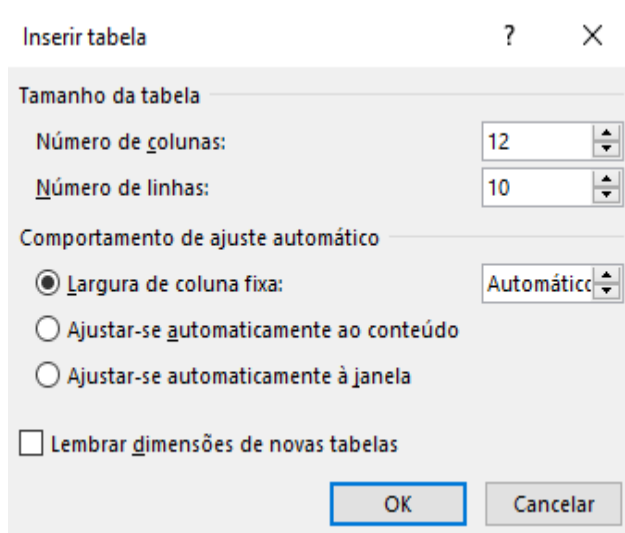 Inserir tabela ? X
Tamanho da tabela
Número de colunas: 12
Número de linhas: 10
Comportamento de ajuste automático
Largura de coluna fixa: Automátic
Ajustar-se automaticamente ao conteúdo
Ajustar-se automaticamente à janela
Lembrar dimensões de novas tabelas
OK Cancelar